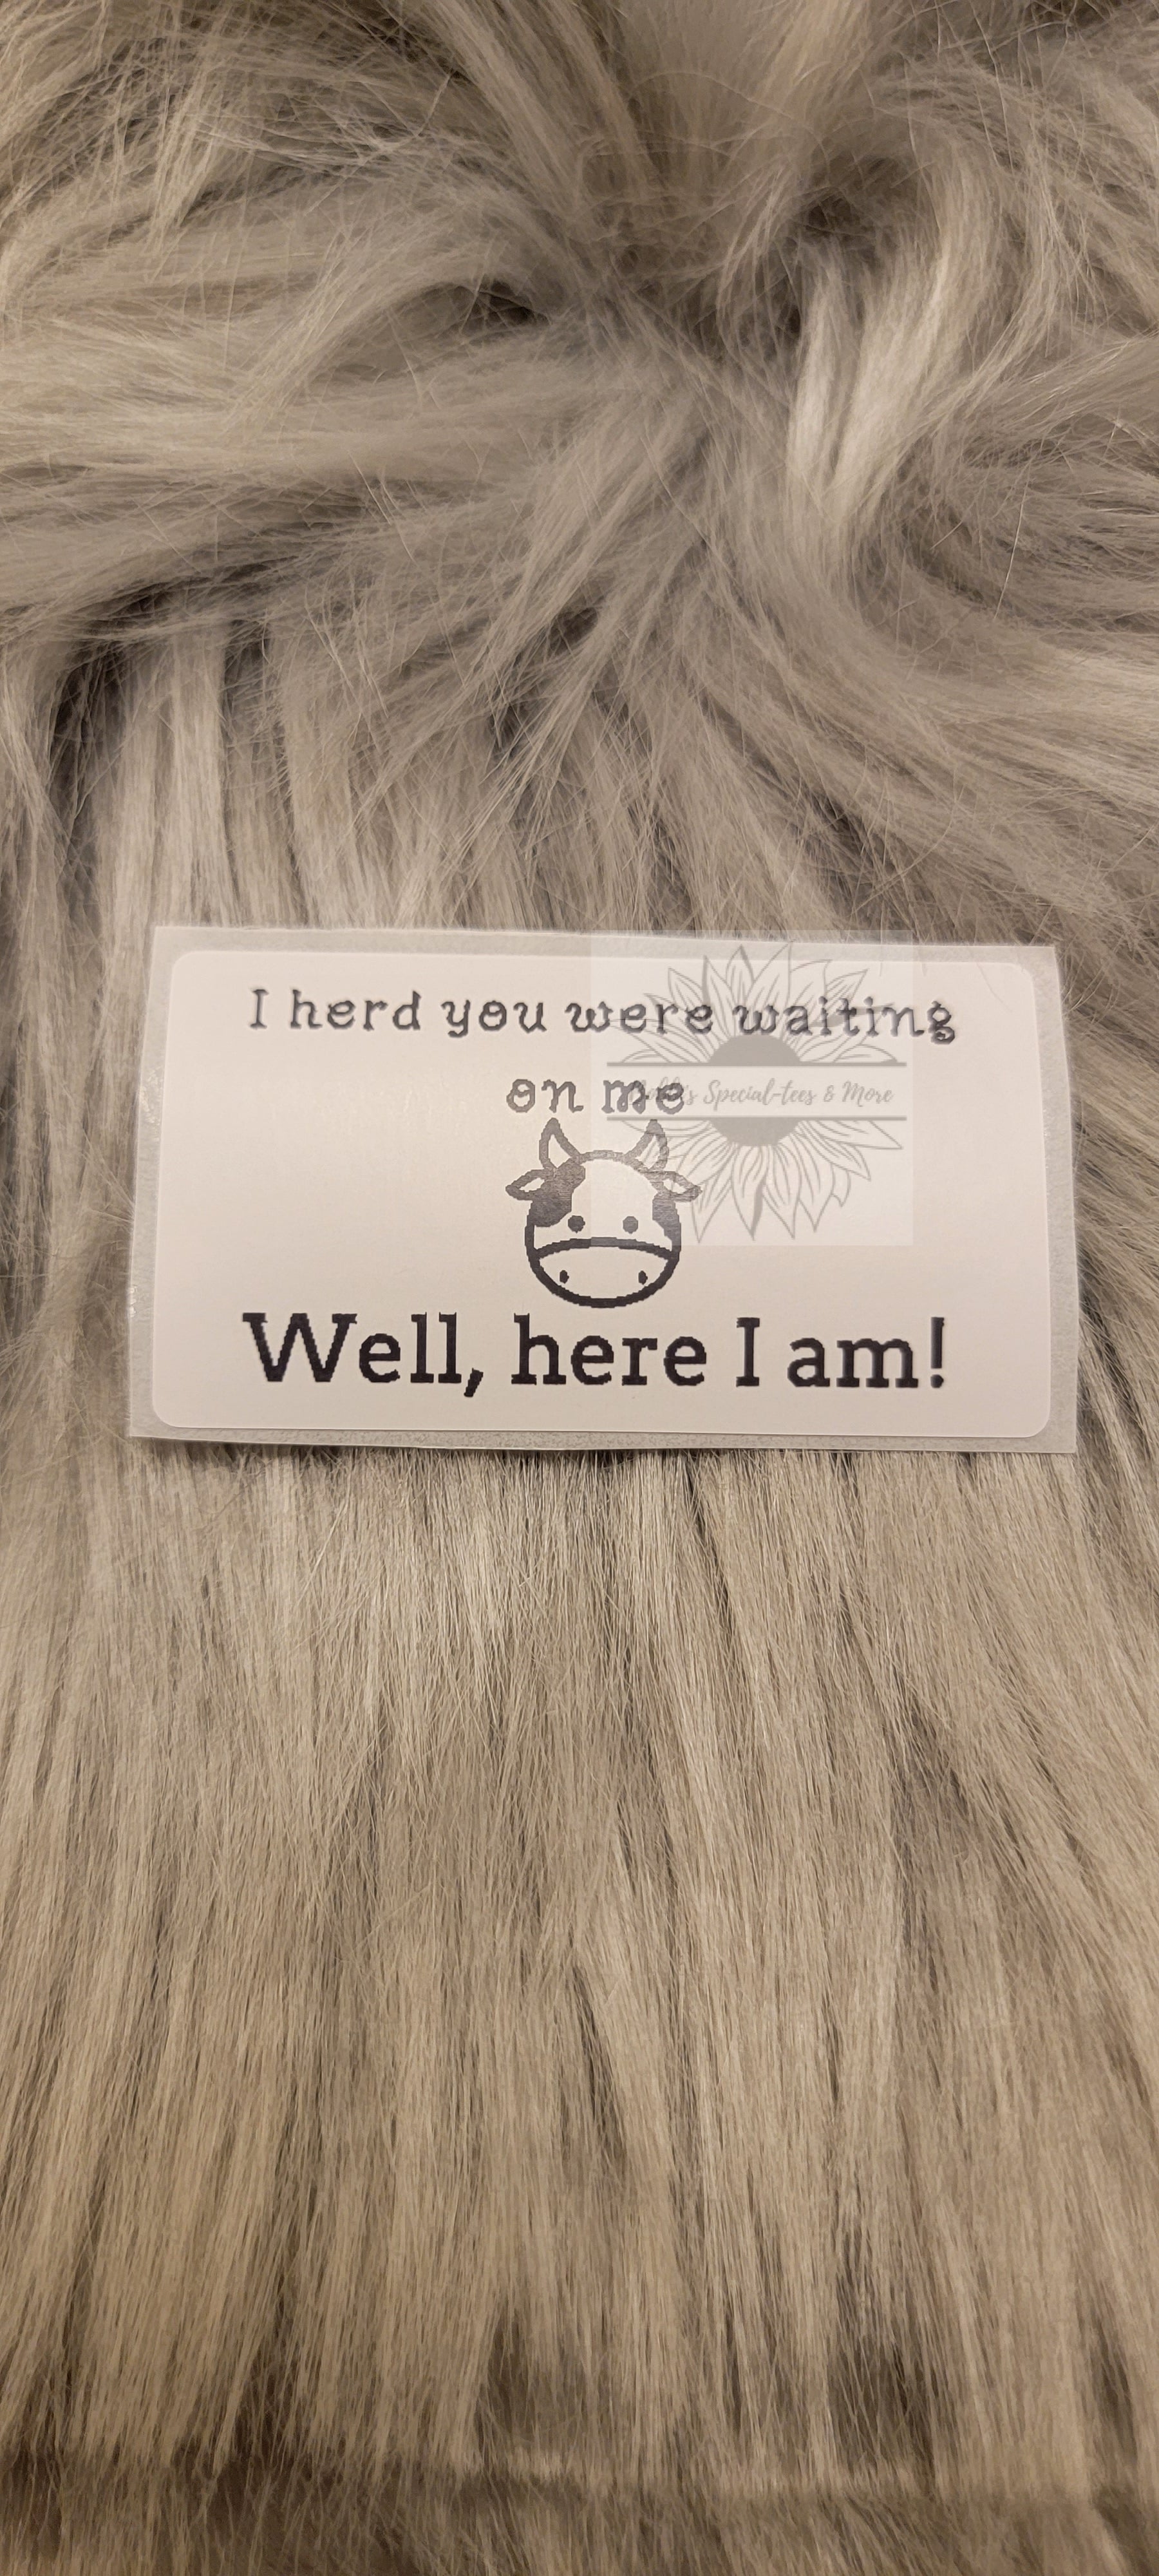 I herd you were waiting
on me
Special-tees & More
Well, here I am!